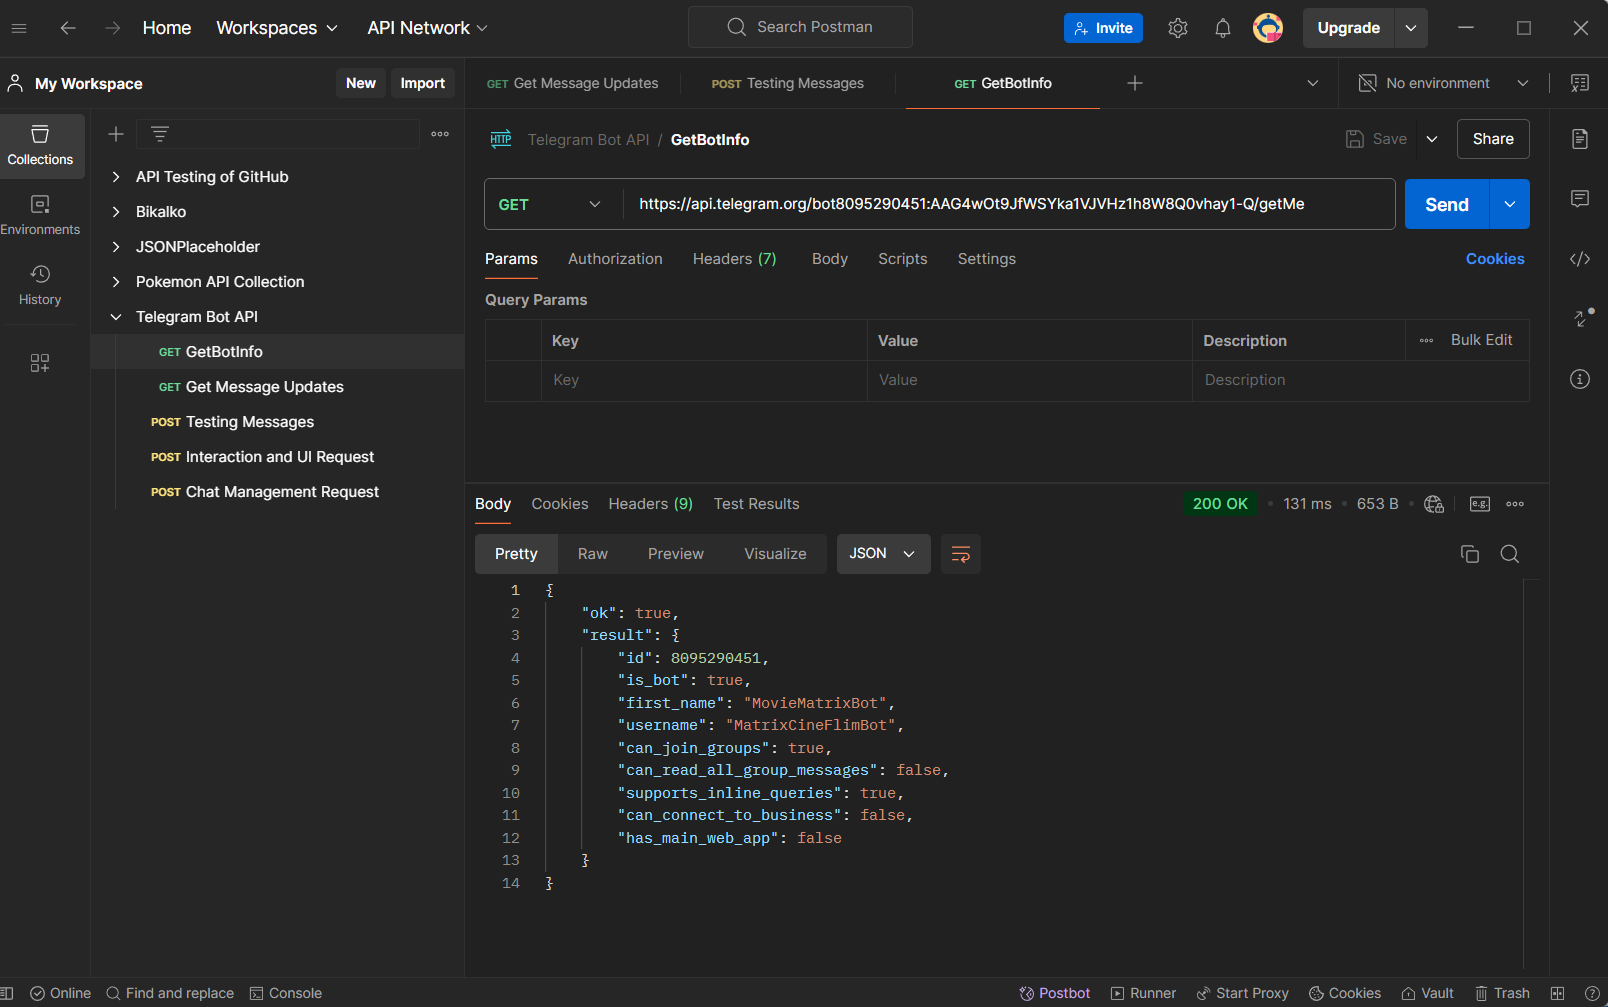 Home
Workspaces
API Network
Search Postman
Invite
Upgrade
My Workspace
New
Import
GET Get Message Updates
POST Testing Messages
GET GetBotInfo
No environment
Collections
Environments
History
API Testing of GitHub
Bikalko
JSONPlaceholder
Pokemon API Collection
Telegram Bot API
GET GetBotInfo
GET Get Message Updates
POST Testing Messages
POST Interaction and UI Request
POST Chat Management Request
HTTP
Telegram Bot API / GetBotInfo
Save
Share
GET
https://api.telegram.org/bot8095290451:AAG4wOt9JfWSYka1VJVHz1h8W8Q0vhay1-Q/getMe
Send
Params
Authorization
Headers (7)
Body
Scripts
Settings
Cookies
Query Params
Key
Value
Description
Bulk Edit
Key
Value
Description
Body
Cookies
Headers (9)
Test Results
200 OK
131 ms
653 B
e.g.
Pretty
Raw
Preview
Visualize
JSON
1 {
2 "ok": true,
3 "result": {
4 "id": 8095290451,
5 "is_bot": true,
6 "first_name": "MovieMatrixBot",
7 "username": "MatrixCineFlimBot",
8 "can_join_groups": true,
9 "can_read_all_group_messages": false,
10 "supports_inline_queries": true,
11 "can_connect_to_business": false,
12 "has_main_web_app": false
13 }
14 }
Online
Find and replace
Console
Postbot
Runner
Start Proxy
Cookies
Vault
Trash